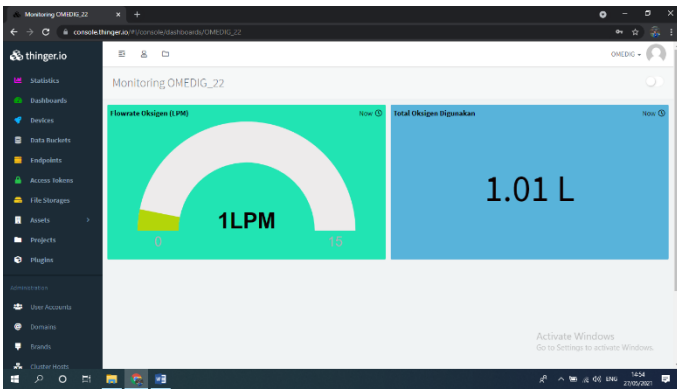 Monitoring OMEDIG_22
console.thinger.io/#!/console/dashboards/OMEDIG_22
thinger.io
OMEDIG
Statistics
Dashboards
Devices
Data Buckets
Endpoints
Access Tokens
File Storages
Assets
Projects
Plugins
Administration
User Accounts
Domains
Brands
Cluster Hosts
Monitoring OMEDIG_22
Flowrate Oksigen (LPM)
Now
1LPM
0
15
Total Oksigen Digunakan
Now
1.01 L
Activate Windows
Go to Settings to activate Windows.
ENG
1454
27/05/2021